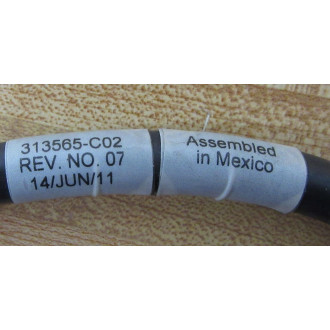 313565-C02
REV. NO. 07
14/JUN/11
Assembled
in Mexico